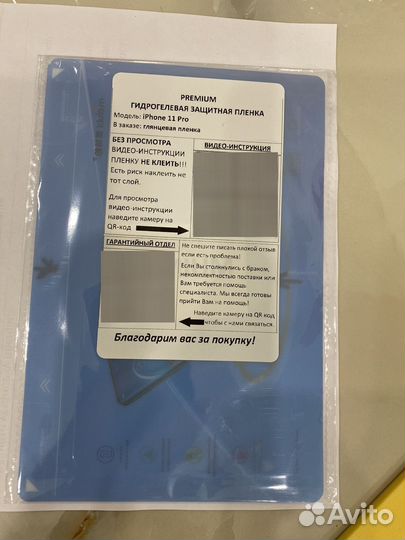 PREMIUM
ГИДРОГЕЛЕВАЯ ЗАЩИТНАЯ ПЛЕНКА
Модель: iPhone 11 Pro
В заказе: глянцевая пленка
БЕЗ ПРОСМОТРА
ВИДЕО-ИНСТРУКЦИИ
ПЛЕНКУ НЕ КЛЕИТЬ!!!
Есть риск наклеить не
тот слой.
Для просмотра
видео-инструкции
наведите камеру на
QR-код
ВИДЕО-ИНСТРУКЦИЯ
ГАРАНТИЙНЫЙ ОТДЕЛ
Не спешите писать плохой отзыв
если есть проблема!
Если Вы столкнулись с браком,
некомплектностью поставки или
Вам требуется помощь
специалиста. Мы всегда готовы
прийти Вам на помощь!
Наведите камеру на QR код
чтобы с нами связаться.
Благодарим вас за покупку!
Avito